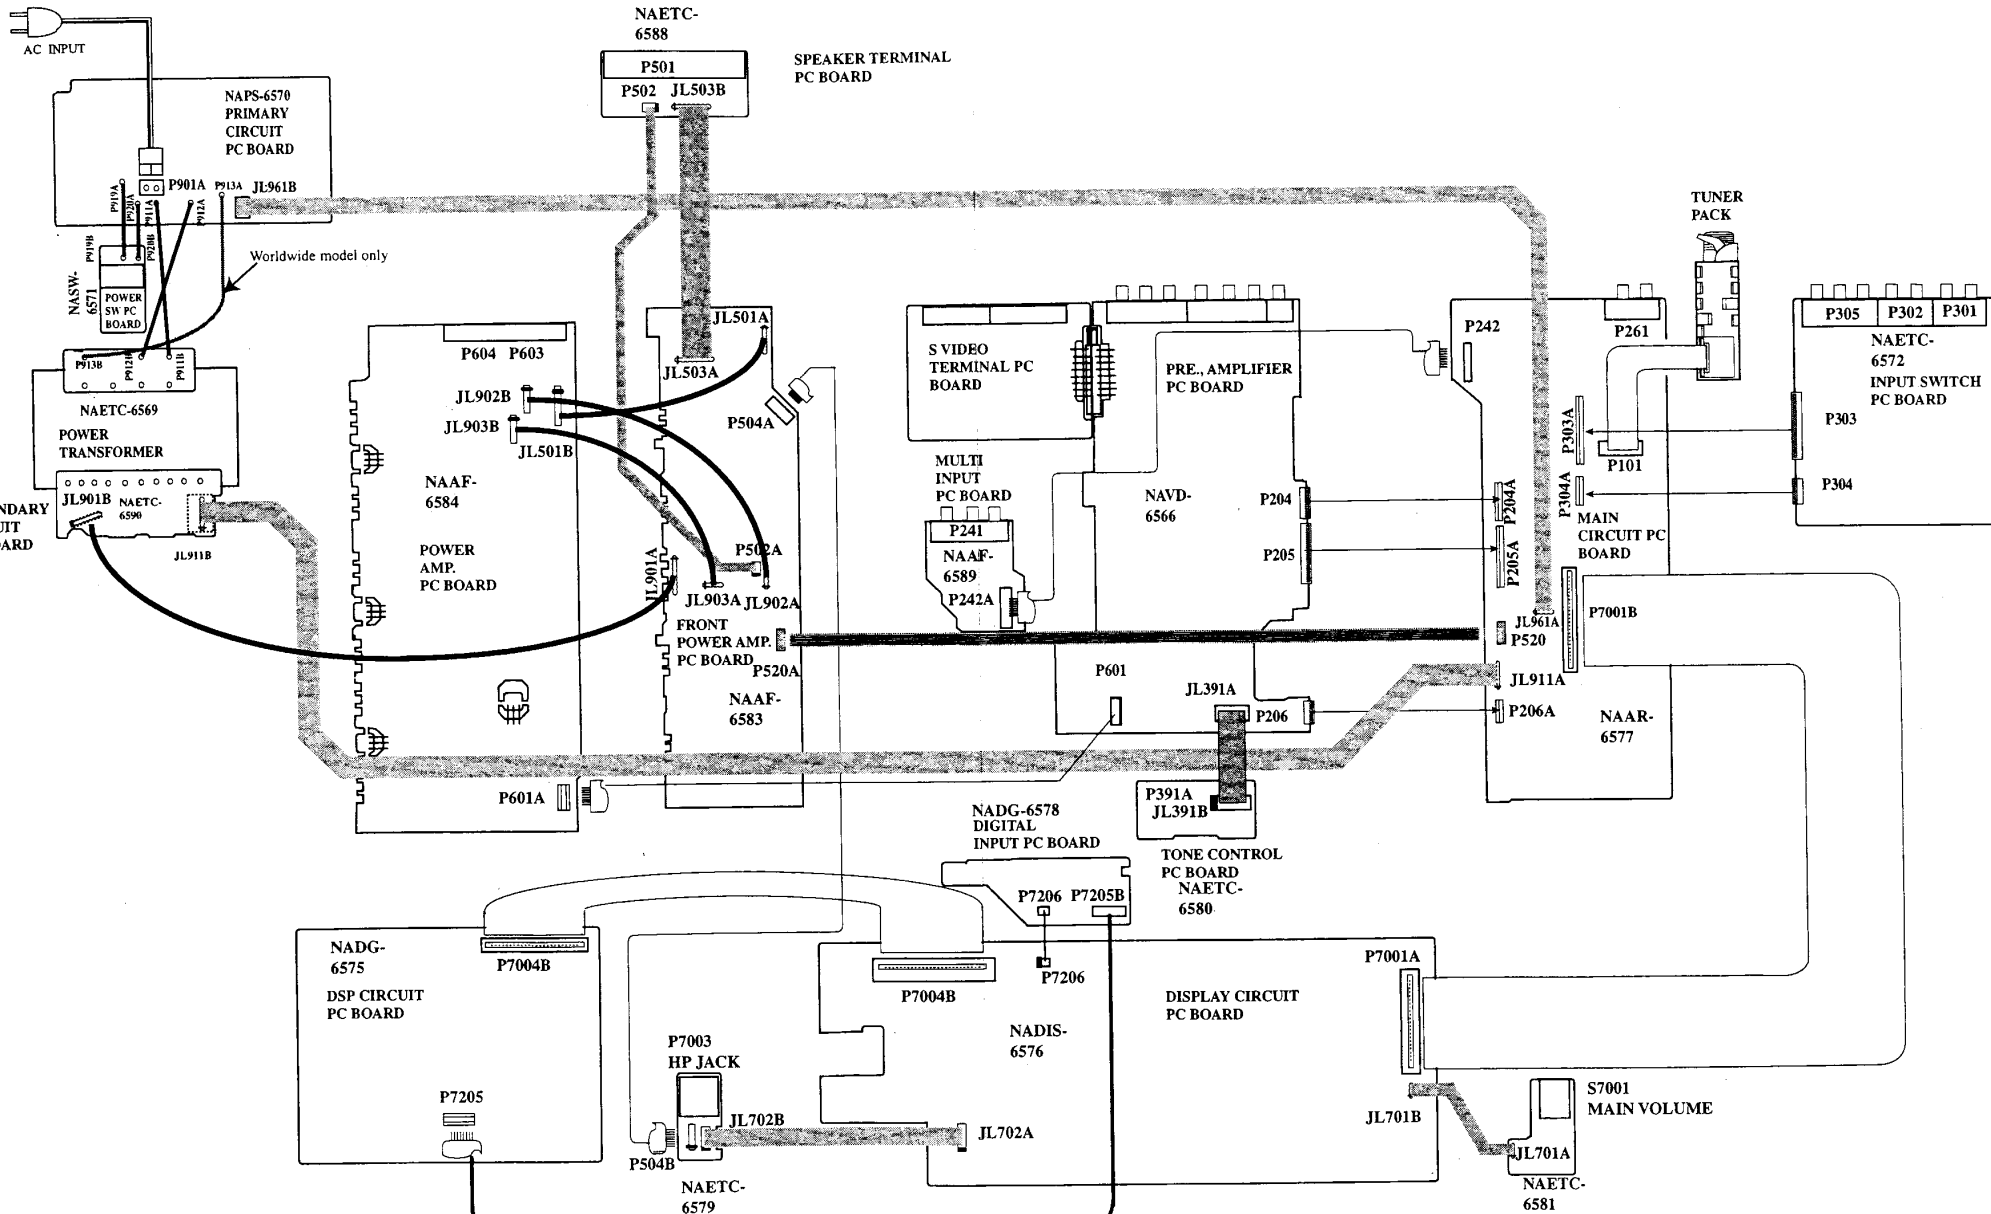 AC INPUT
NAPS-6570
PRIMARY
CIRCUIT
PC BOARD
P919A
P920A
P911A
P901A
P912A
P913A
JL961B
P919B
P920B
NASW-
6571
POWER
SW PC
BOARD
Worldwide model only
P913B
P912B
P911B
NAETC-6569
POWER
TRANSFORMER
JL901B
NAETC-
6590
JL911B
NDARY
UIT
OARD
NAETC-
6588
P501
P502
JL503B
SPEAKER TERMINAL
PC BOARD
P604
P603
JL902B
JL903B
JL501B
NAAF-
6584
POWER
AMP.
PC BOARD
P601A
JL501A
JL503A
P504A
P502A
JL901A
JL903A
JL902A
FRONT
POWER AMP.
PC BOARD
P520A
NAAF-
6583
S VIDEO
TERMINAL PC
BOARD
PRE., AMPLIFIER
PC BOARD
MULTI
INPUT
PC BOARD
P241
NAAF-
6589
P242A
NAVD-
6566
P204
P205
P601
JL391A
P206
P391A
JL391B
TONE CONTROL
PC BOARD
NAETC-
6580
P242
P261
TUNER
PACK
P303A
P101
P304A
P204A
P205A
MAIN
CIRCUIT PC
BOARD
P7001B
JL961A
P520
JL911A
P206A
NAAR-
6577
P305
P302
P301
NAETC-
6572
INPUT SWITCH
PC BOARD
P303
P304
NADG-6578
DIGITAL
INPUT PC BOARD
P7206
P7205B
NADG-
6575
P7004B
DSP CIRCUIT
PC BOARD
P7205
P7003
HP JACK
JL702B
P504B
NAETC-
6579
P7004B
P7206
NADIS-
6576
DISPLAY CIRCUIT
PC BOARD
P7001A
JL702A
JL701B
S7001
MAIN VOLUME
JL701A
NAETC-
6581